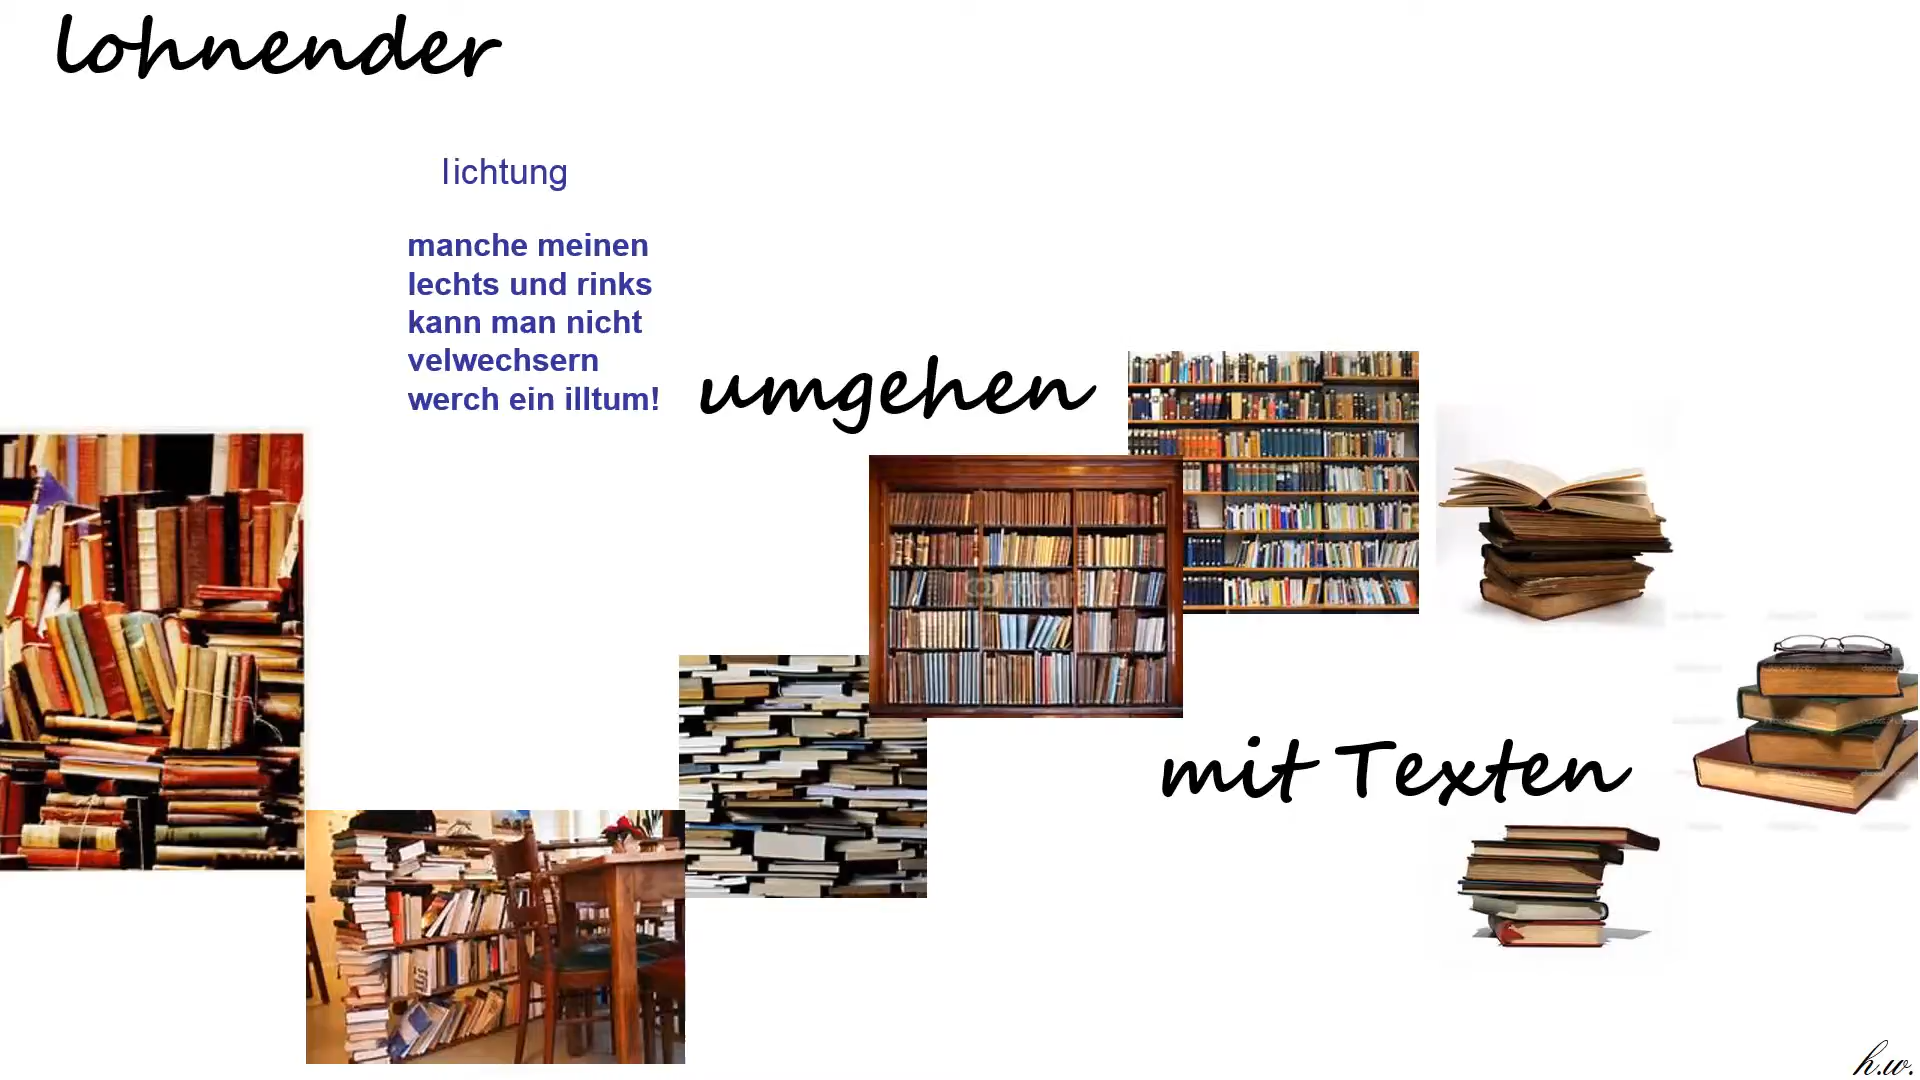 lohnender
lichtung
manche meinen
lechts und rinks
kann man nicht
velwechsern
werch ein illtum!
umgehen
mit Texten
h.w.